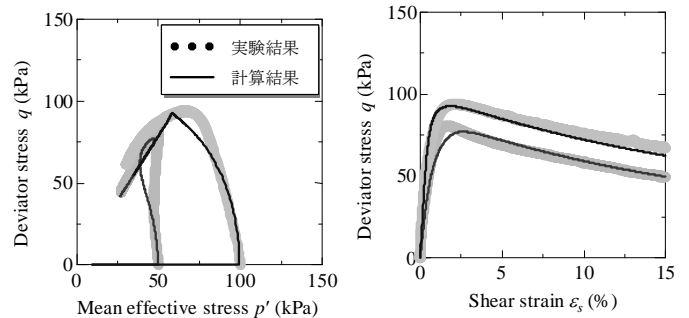 150
100
50
0
0 50 100 150
Deviator stress q (kPa)
Mean effective stress p′ (kPa)
実験結果
計算結果
150
100
50
0
0 5 10 15
Deviator stress q (kPa)
Shear strain εs (%)